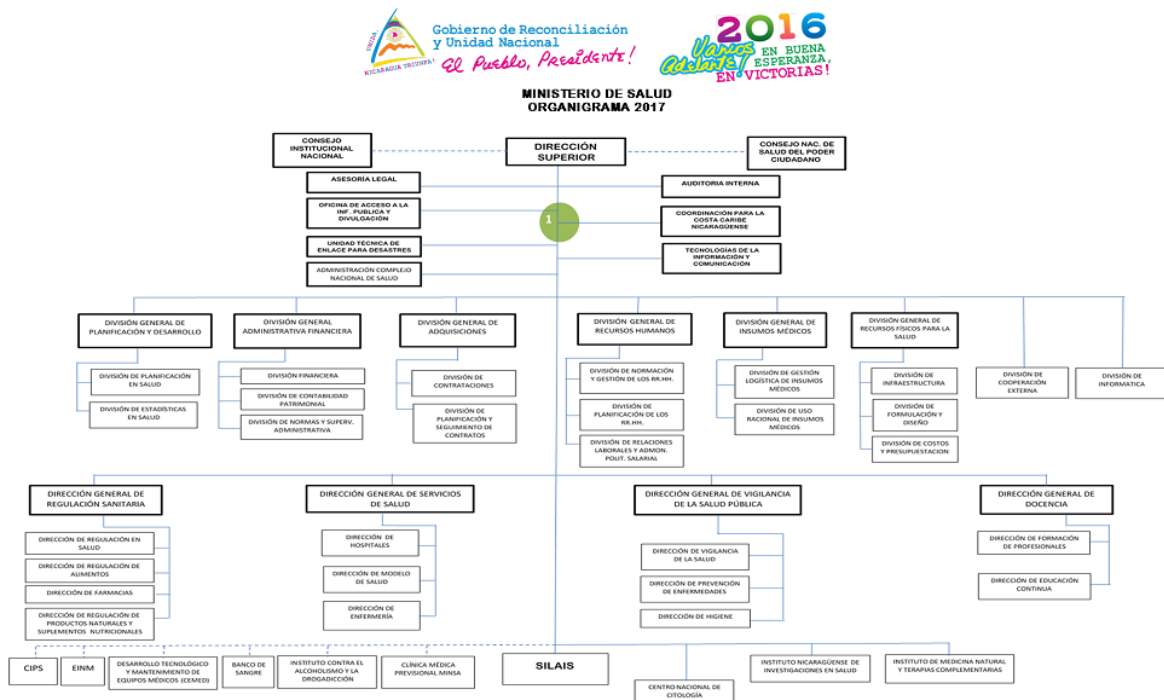 UNIDA
NICARAGUA TRIUNFA!
Gobierno de Reconciliación
y Unidad Nacional
El Pueblo, Presidente!
2016
Vamos
Adelante!
EN BUENA
ESPERANZA,
EN VICTORIAS!
MINISTERIO DE SALUD
ORGANIGRAMA 2017
CONSEJO
INSTITUCIONAL
NACIONAL
DIRECCIÓN
SUPERIOR
CONSEJO NAC. DE
SALUD DEL PODER
CIUDADANO
ASESORÍA LEGAL
AUDITORIA INTERNA
OFICINA DE ACCESO A LA
INF. PUBLICA Y
DIVULGACIÓN
1
COORDINACIÓN PARA LA
COSTA CARIBE
NICARAGÜENSE
UNIDAD TÉCNICA DE
ENLACE PARA DESASTRES
TECNOLOGÍAS DE LA
INFORMACIÓN Y
COMUNICACIÓN
ADMINISTRACIÓN COMPLEJO
NACIONAL DE SALUD
DIVISIÓN GENERAL DE
PLANIFICACIÓN Y DESARROLLO
DIVISIÓN GENERAL
ADMINISTRATIVA FINANCIERA
DIVISIÓN GENERAL DE
ADQUISICIONES
DIVISIÓN GENERAL DE
RECURSOS HUMANOS
DIVISIÓN GENERAL DE
INSUMOS MÉDICOS
DIVISIÓN GENERAL DE
RECURSOS FÍSICOS PARA LA
SALUD
DIVISIÓN DE
COOPERACIÓN
EXTERNA
DIVISIÓN DE
INFORMATICA
DIVISIÓN DE PLANIFICACIÓN
EN SALUD
DIVISIÓN DE ESTADÍSTICAS
EN SALUD
DIVISIÓN FINANCIERA
DIVISIÓN DE CONTABILIDAD
PATRIMONIAL
DIVISIÓN DE NORMAS Y SUPERV.
ADMINISTRATIVA
DIVISIÓN DE
CONTRATACIONES
DIVISIÓN DE
PLANIFICACIÓN Y
SEGUIMIENTO DE
CONTRATOS
DIVISIÓN DE NORMACIÓN
Y GESTIÓN DE LOS RR.HH.
DIVISIÓN DE
PLANIFICACIÓN DE LOS
RR.HH.
DIVISIÓN DE RELACIONES
LABORALES Y ADMON.
POLIT. SALARIAL
DIVISIÓN DE GESTIÓN
LOGÍSTICA DE INSUMOS
MÉDICOS
DIVISIÓN DE USO
RACIONAL DE INSUMOS
MÉDICOS
DIVISIÓN DE
INFRAESTRUCTURA
DIVISIÓN DE
FORMULACIÓN Y
DISEÑO
DIVISIÓN DE COSTOS
Y PRESUPUESTACION
DIRECCIÓN GENERAL DE
REGULACIÓN SANITARIA
DIRECCIÓN GENERAL DE SERVICIOS
DE SALUD
DIRECCIÓN GENERAL DE VIGILANCIA
DE LA SALUD PÚBLICA
DIRECCIÓN GENERAL DE
DOCENCIA
DIRECCIÓN DE REGULACIÓN EN
SALUD
DIRECCIÓN DE REGULACIÓN DE
ALIMENTOS
DIRECCIÓN DE FARMACIAS
DIRECCIÓN DE REGULACIÓN DE
PRODUCTOS NATURALES Y
SUPLEMENTOS NUTRICIONALES
DIRECCIÓN DE
HOSPITALES
DIRECCIÓN DE MODELO
DE SALUD
DIRECCIÓN DE
ENFERMERÍA
DIRECCIÓN DE VIGILANCIA
DE LA SALUD
DIRECCIÓN DE PREVENCIÓN
DE ENFERMEDADES
DIRECCIÓN DE HIGIENE
DIRECCIÓN DE FORMACIÓN
DE PROFESIONALES
DIRECCIÓN DE EDUCACIÓN
CONTINUA
CIPS
EINM
DESARROLLO TECNOLÓGICO
Y MANTENIMIENTO DE
EQUIPOS MÉDICOS (CEMED)
BANCO DE
SANGRE
INSTITUTO CONTRA EL
ALCOHOLISMO Y LA
DROGADICCIÓN
CLÍNICA MÉDICA
PREVISIONAL MINSA
SILAIS
CENTRO NACIONAL DE
CITOLOGÍA
INSTITUTO NICARAGÜENSE DE
INVESTIGACIONES EN SALUD
INSTITUTO DE MEDICINA NATURAL
Y TERAPIAS COMPLEMENTARIAS